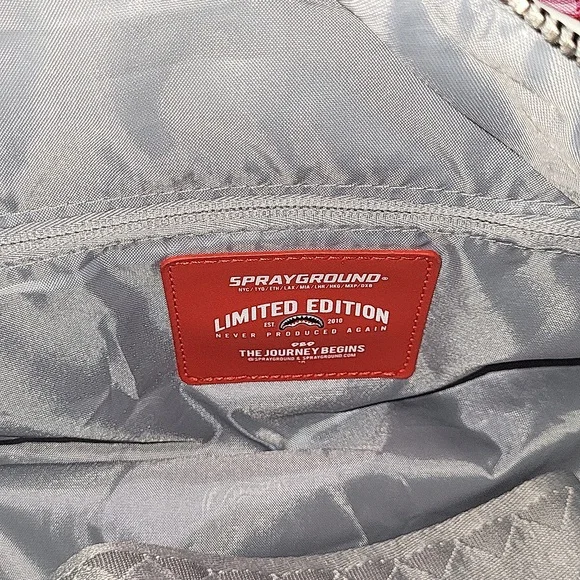 SPRAYGROUND®
NYC/TYO/ETH/LAX/MIA/LHR/HKG/MXP/DXB
LIMITED EDITION
EST. 2010
NEVER PRODUCED AGAIN
THE JOURNEY BEGINS
@SPRAYGROUND & SPRAYGROUND.COM